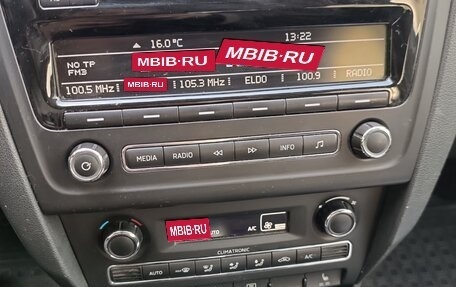 16.0°C 13:22
MBIB·RU
NO TP MBIB·RU
FM3
MBIB·RU
100.5 MHz 105.3 MHz ELDO 100.9 RADIO
MEDIA RADIO INFO
MBIB·RU AUTO A/C
CLIMATRONIC
AUTO A/C